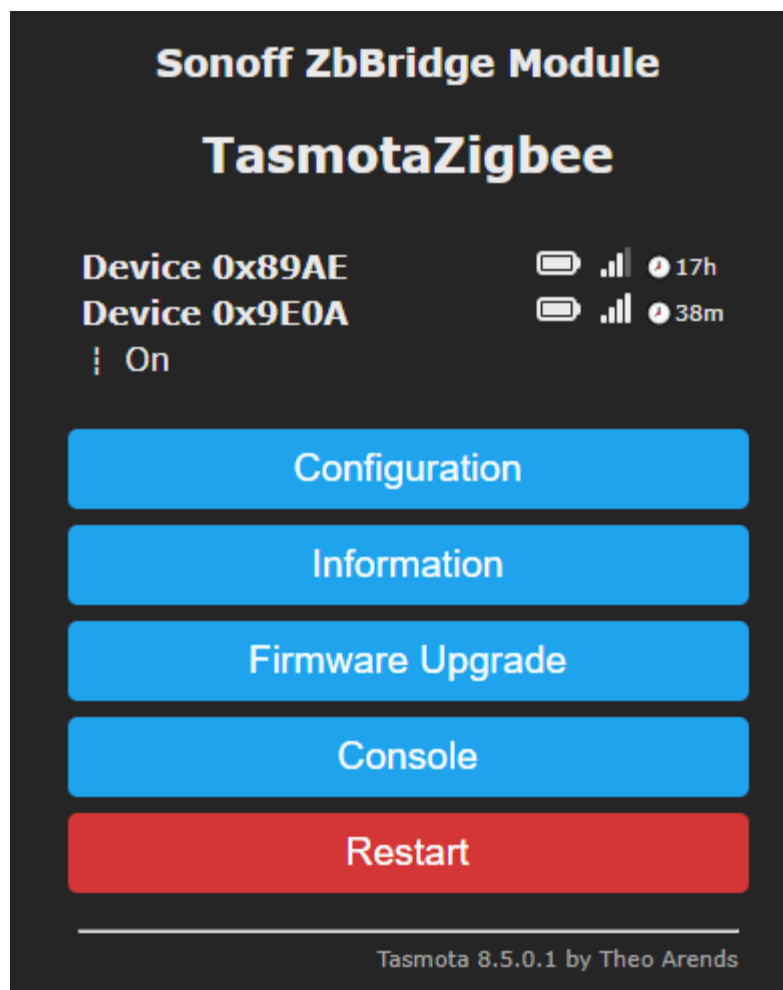 Sonoff ZbBridge Module
TasmotaZigbee
Device 0x89AE 17h
Device 0x9E0A 38m
On
Configuration
Information
Firmware Upgrade
Console
Restart
Tasmota 8.5.0.1 by Theo Arends